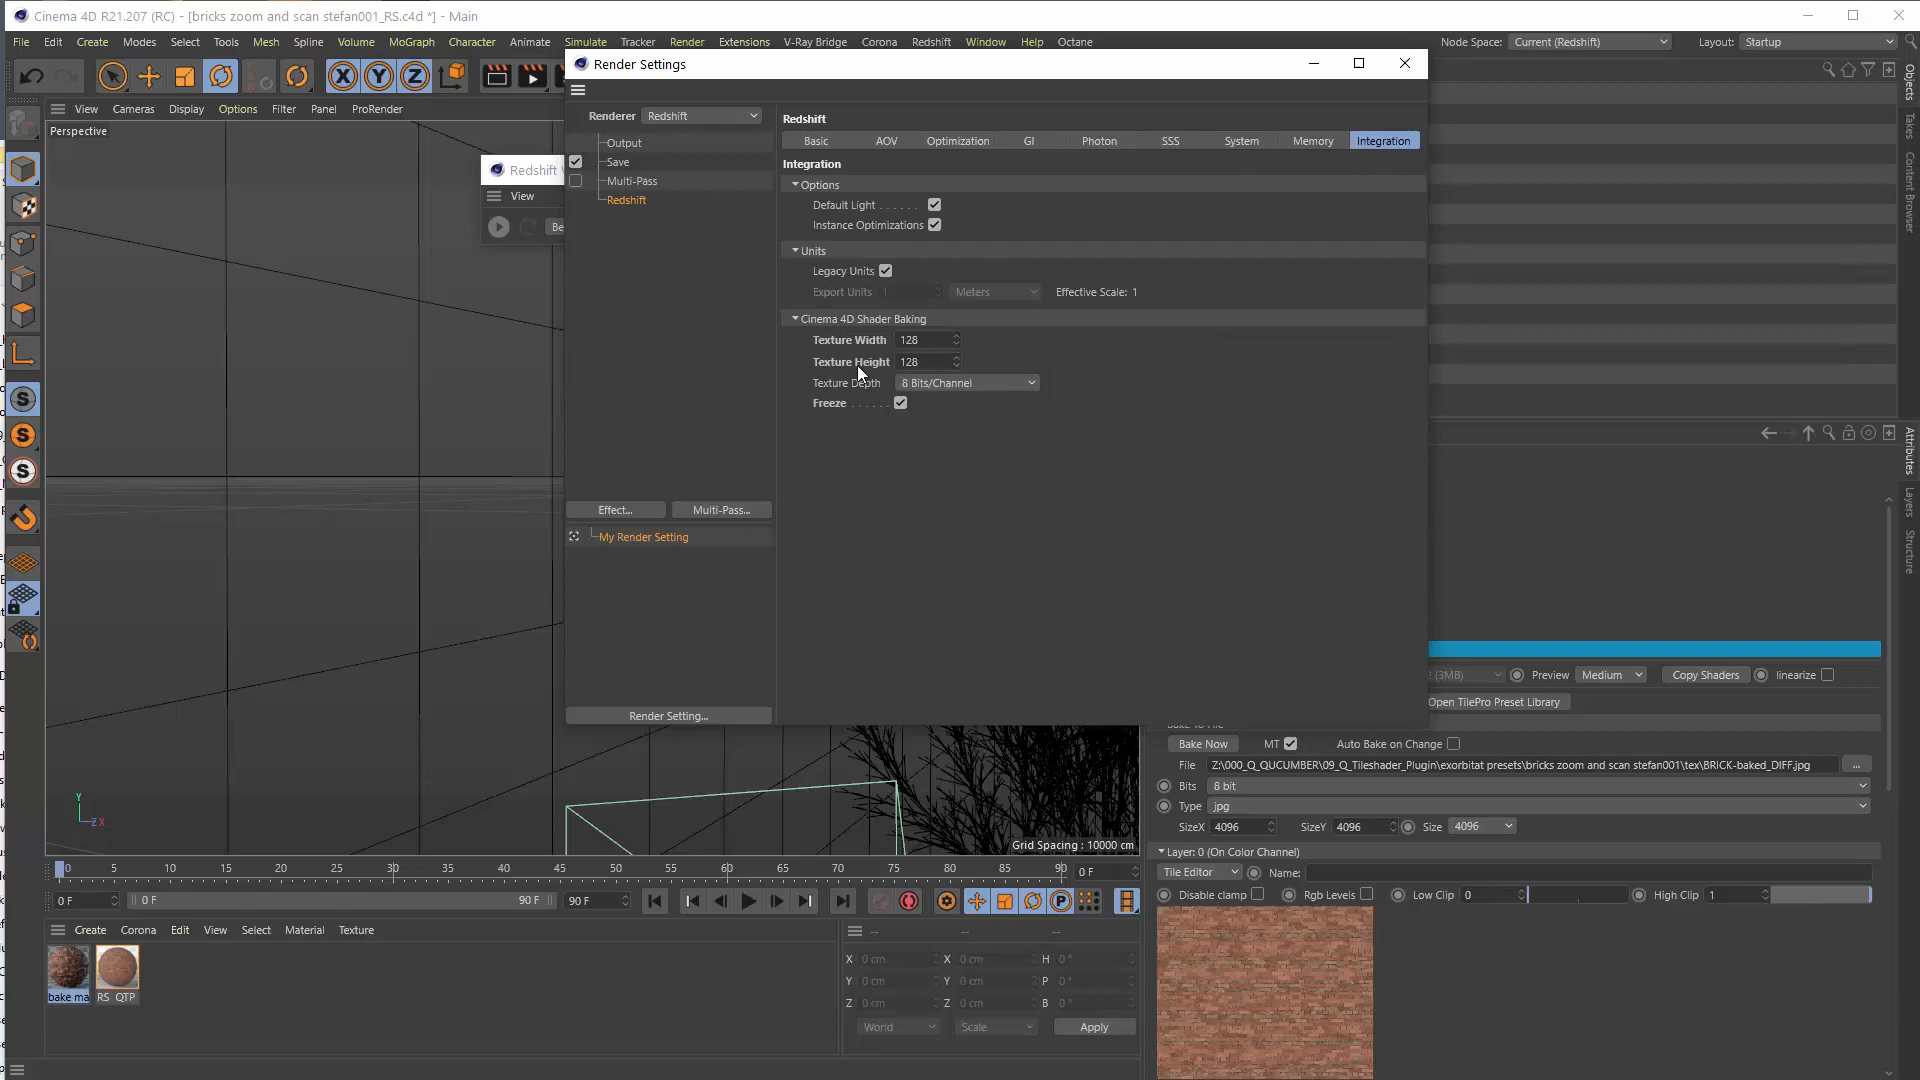 Cinema 4D R21.207 (RC) - [bricks zoom and scan stefan001_RS.c4d *] - Main
File Edit Create Modes Select Tools Mesh Spline Volume MoGraph Character Animate Simulate Tracker Render Extensions V-Ray Bridge Corona Redshift Window Help Octane
Node Space: Current (Redshift) Layout: Startup
View Cameras Display Options Filter Panel ProRender
Perspective
Redshift
View
Be
Render Settings
Renderer Redshift
Output
Save
Multi-Pass
Redshift
Effect... Multi-Pass...
My Render Setting
Render Setting...
Redshift
Basic AOV Optimization GI Photon SSS System Memory Integration
Integration
Options
Default Light
Instance Optimizations
Units
Legacy Units
Export Units 1 Meters Effective Scale: 1
Cinema 4D Shader Baking
Texture Width 128
Texture Height 128
Texture Depth 8 Bits/Channel
Freeze
Objects
Takes
Content Browser
Attributes
Layers
Structure
(3MB) Preview Medium Copy Shaders linearize
Open TilePro Preset Library
Bake Now MT Auto Bake on Change
File Z:\000_Q_QUCUMBER\09_Q_Tileshader_Plugin\exorbitat presets\bricks zoom and scan stefan001\tex\BRICK-baked_DIFF.jpg ...
Bits 8 bit
Type jpg
SizeX 4096 SizeY 4096 Size 4096
Layer: 0 (On Color Channel)
Tile Editor Name:
Disable clamp Rgb Levels Low Clip 0 High Clip 1
Y
Z X
Grid Spacing : 10000 cm
0 5 10 15 20 25 30 35 40 45 50 55 60 65 70 75 80 85 90 0 F
0 F 0 F 90 F 90 F
Create Corona Edit View Select Material Texture
bake ma RS QTP
-- -- --
X 0 cm X 0 cm H 0 °
Y 0 cm Y 0 cm P 0 °
Z 0 cm Z 0 cm B 0 °
World Scale Apply